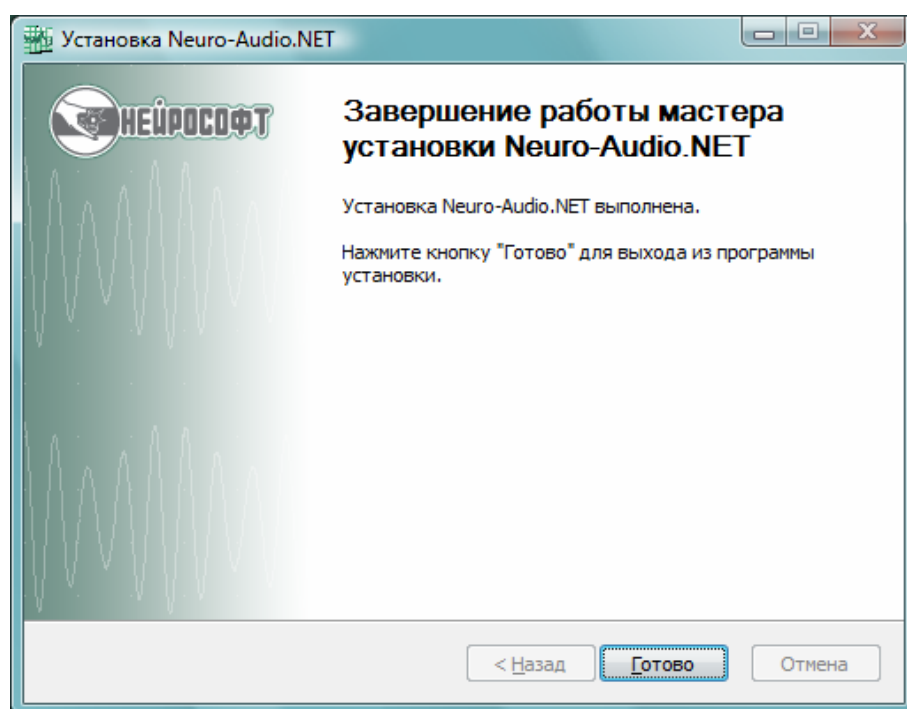 Установка Neuro-Audio.NET
НЕЙРОСОФТ
Завершение работы мастера
установки Neuro-Audio.NET
Установка Neuro-Audio.NET выполнена.
Нажмите кнопку "Готово" для выхода из программы
установки.
< Назад
Готово
Отмена